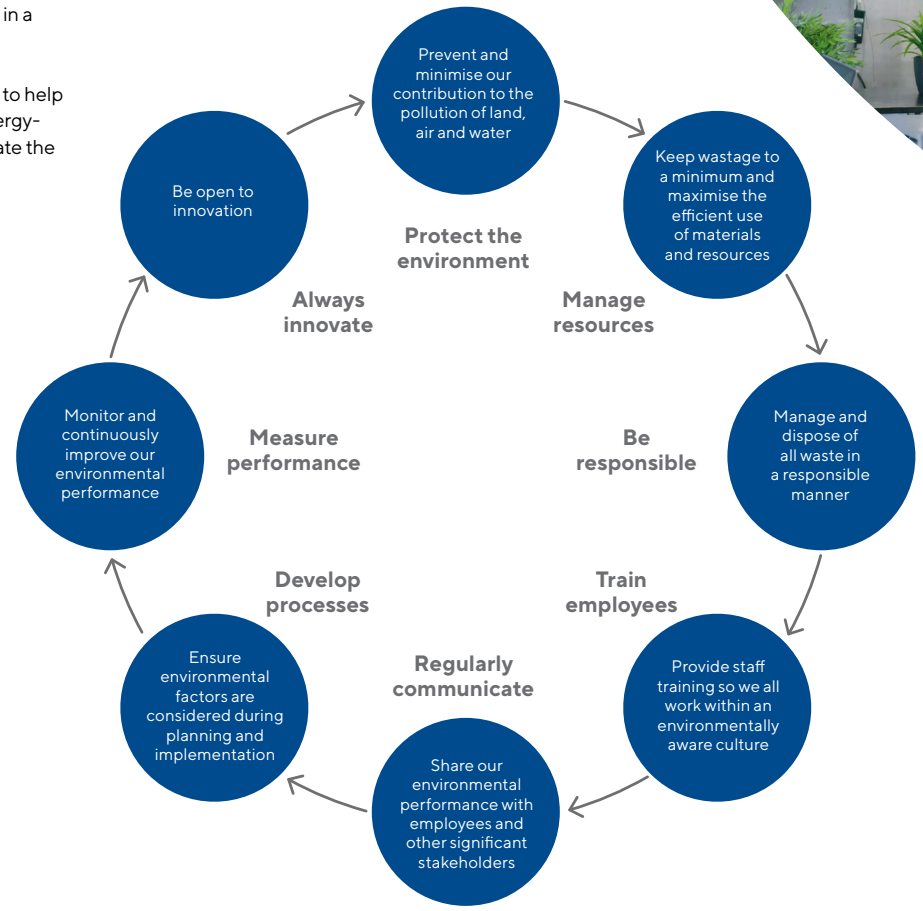 in a
to help
ergy-
ate the
Prevent and
minimise our
contribution to the
pollution of land,
air and water
Protect the
environment
Keep wastage to
a minimum and
maximise the
efficient use
of materials
and resources
Manage
resources
Manage and
dispose of
all waste in
a responsible
manner
Be
responsible
Provide staff
training so we all
work within an
environmentally
aware culture
Train
employees
Share our
environmental
performance with
employees and
other significant
stakeholders
Regularly
communicate
Ensure
environmental
factors are
considered during
planning and
implementation
Develop
processes
Monitor and
continuously
improve our
environmental
performance
Measure
performance
Be open to
innovation
Always
innovate